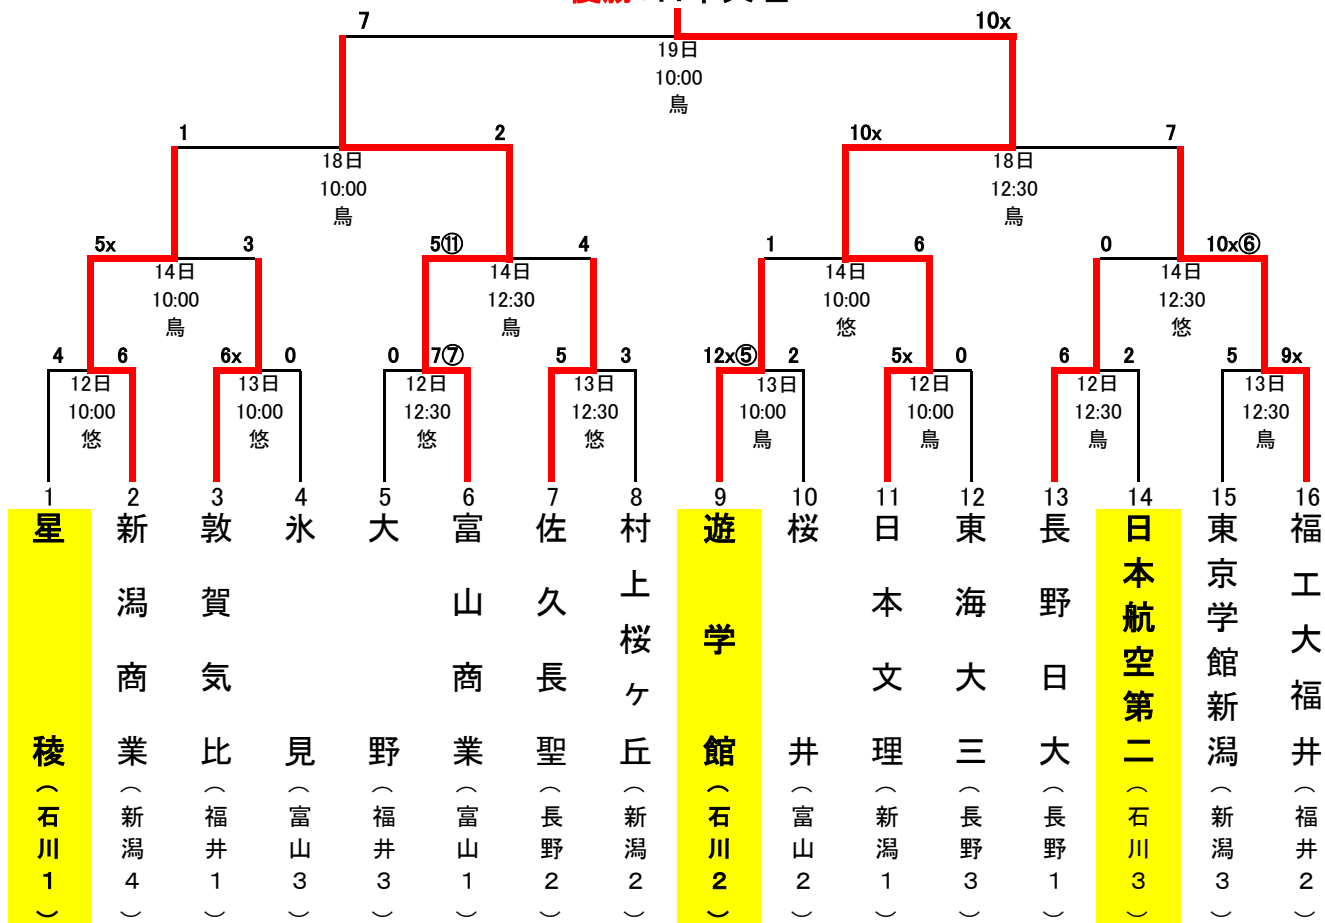 7
10x
19日
10:00
鳥
1
2
10x
7
18日
10:00
鳥
18日
12:30
鳥
5x
3
5⑪
4
1
6
0
10x⑥
14日
10:00
鳥
14日
12:30
鳥
14日
10:00
悠
14日
12:30
悠
4
6
6x
0
0
7⑦
5
3
12x⑤
2
5x
0
6
2
5
9x
12日
10:00
悠
13日
10:00
悠
12日
12:30
悠
13日
12:30
鳥
13日
10:00
鳥
12日
10:00
鳥
12日
12:30
鳥
13日
12:30
鳥
1
2
3
4
5
6
7
8
9
10
11
12
13
14
15
16
星稜(石川1)
新潟商業(新潟4)
敦賀気比(福井1)
氷見(富山3)
大野(福井3)
富山商業(富山1)
佐久長聖(長野2)
村上桜ヶ丘(新潟2)
遊学館(石川2)
桜井(富山2)
日本文理(新潟1)
東海大三(長野3)
長野日大(長野1)
日本航空第二(石川3)
東京学館新潟(新潟3)
福工大福井(福井2)